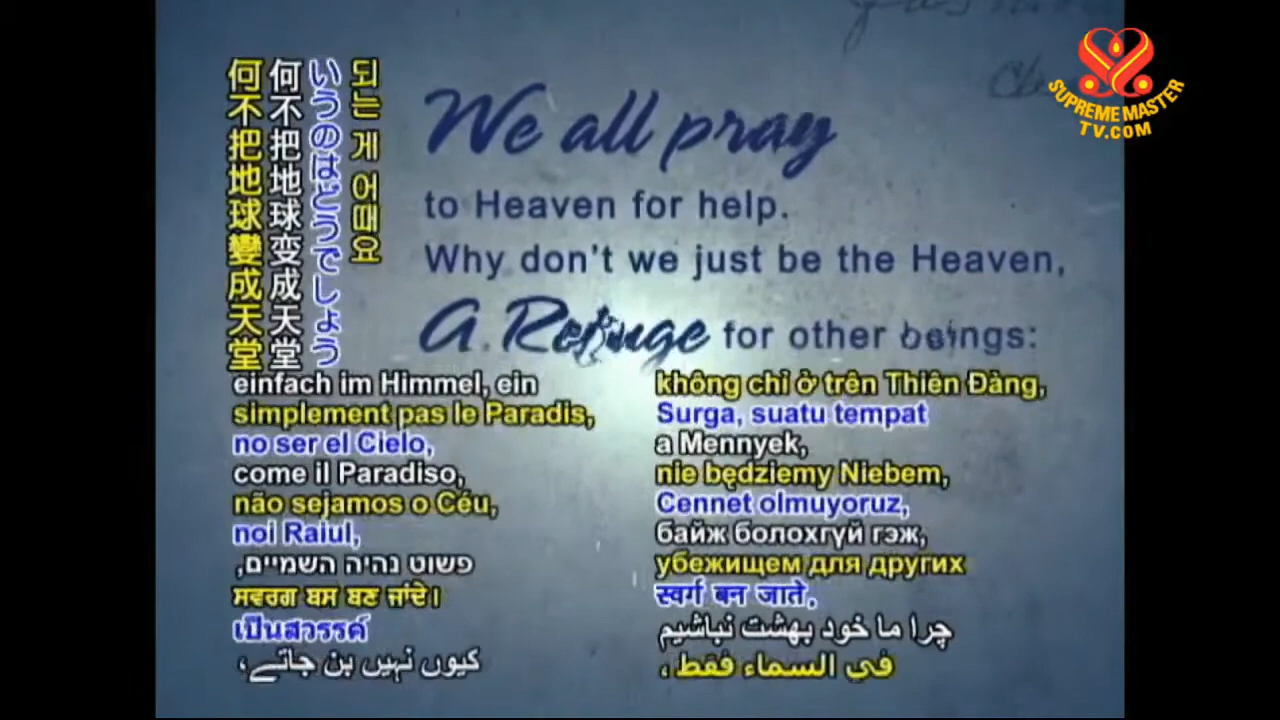 SUPREME MASTER
TV.COM
되는 게 어때요
いうのはどうでしょう
何不把地球变成天堂
何不把地球變成天堂
We all pray
to Heaven for help.
Why don't we just be the Heaven,
A Refuge for other beings:
einfach im Himmel, ein
simplement pas le Paradis,
no ser el Cielo,
come il Paradiso,
não sejamos o Céu,
noi Raiul,
פשוט נהיה השמיים,
ਸਵਰਗ ਬਸ ਬਣ ਜਾਂਦੇ।
เป็นสวรรค์
کیوں نہیں بن جاتے،
không chỉ ở trên Thiên Đàng,
Surga, suatu tempat
a Mennyek,
nie będziemy Niebem,
Cennet olmuyoruz,
байж болохгүй гэж,
убежищем для других
स्वर्ग बन जाते.
چرا ما خود بهشت نباشیم
في السماء فقط،